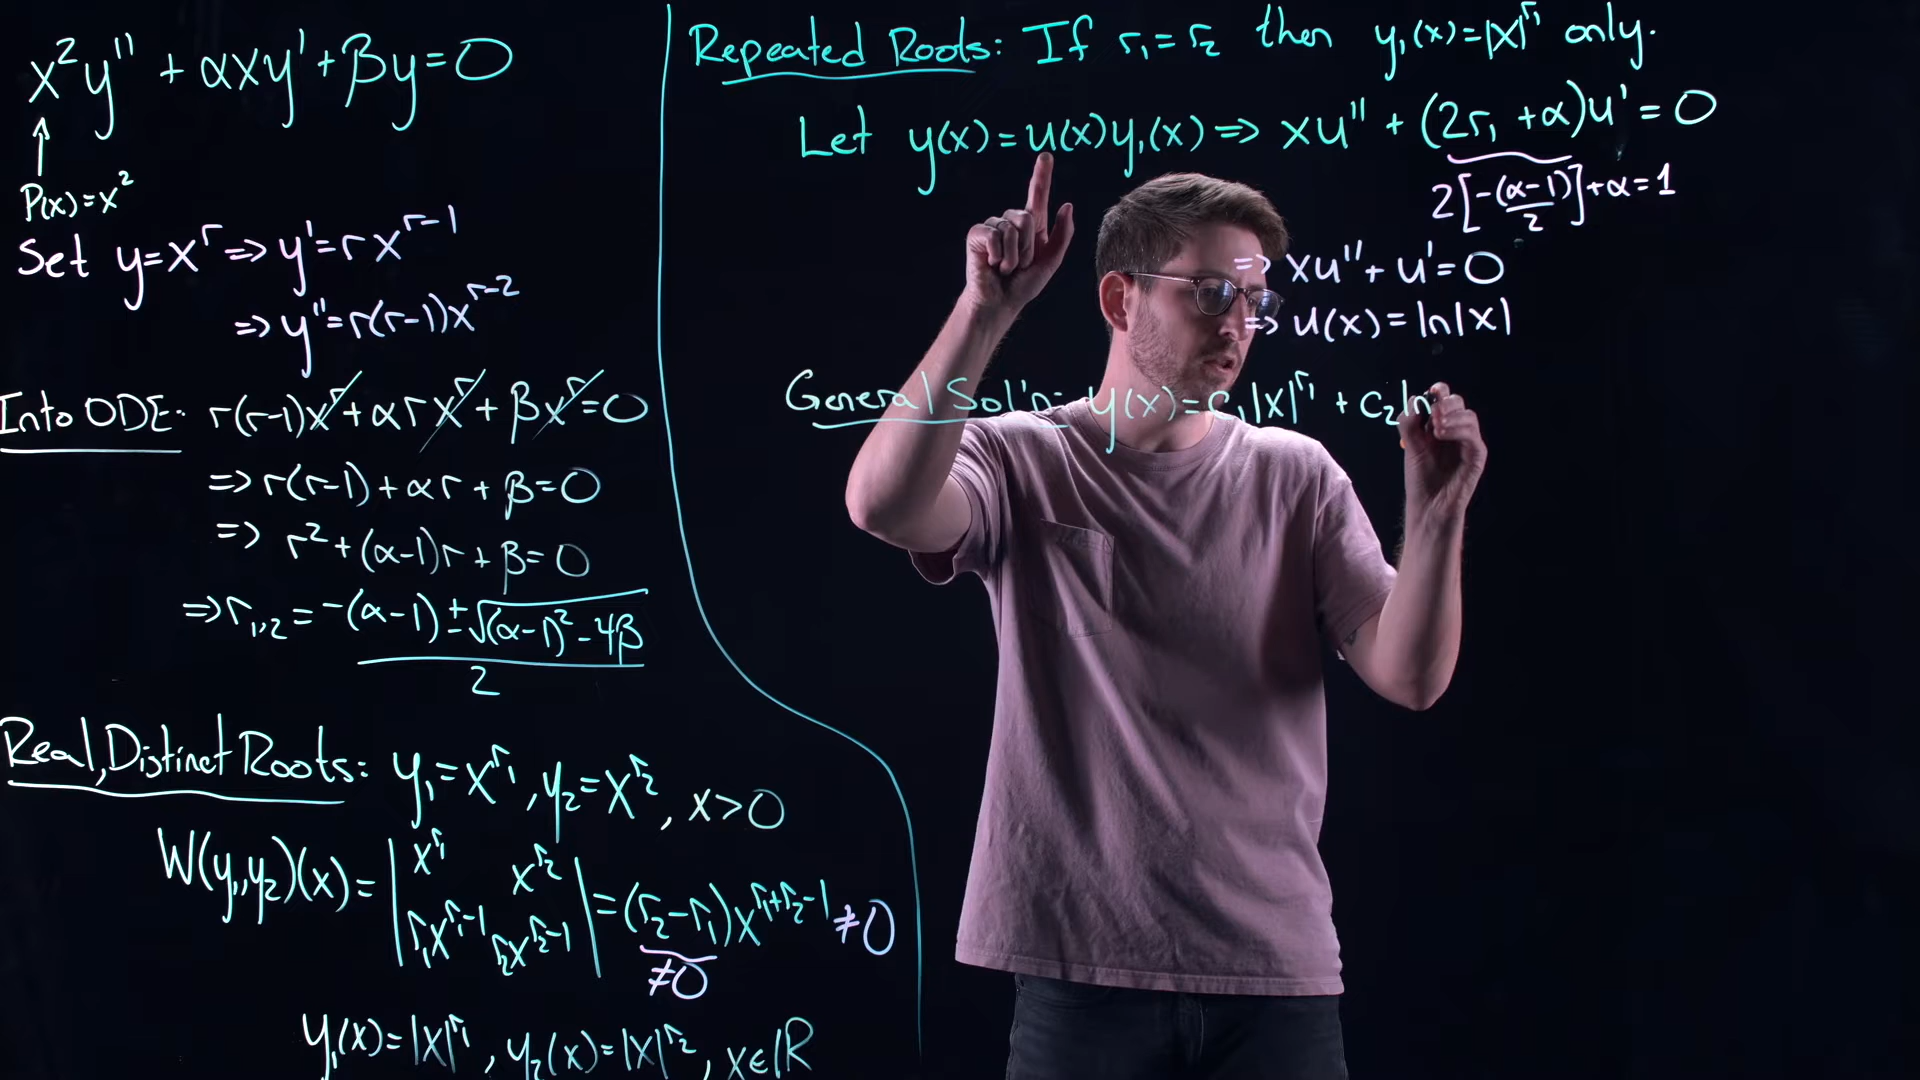 x²y'' + αxy' + βy = 0
↑
P(x) = x²
Set y = x^r ⇒ y' = rx^{r-1}
⇒ y'' = r(r-1)x^{r-2}
Into ODE: r(r-1)x^r + αrx^r + βx^r = 0
⇒ r(r-1) + αr + β = 0
⇒ r² + (α-1)r + β = 0
⇒ r_{1,2} = \frac{-(α-1) ± √((α-1)² - 4β)}{2}
Real, Distinct Roots: y₁ = x^{r₁}, y₂ = x^{r₂}, x > 0
W(y₁,y₂)(x) = | x^{r₁} x^{r₂} |
| r₁x^{r₁-1} r₂x^{r₂-1} | = (r₂-r₁)x^{r₁+r₂-1} ≠ 0
≠0
y₁(x) = |x|^{r₁}, y₂(x) = |x|^{r₂}, x ∈ ℝ
Repeated Roots: If r₁ = r₂ then y₁(x) = |x|^{r₁} only.
Let y(x) = u(x)y₁(x) ⇒ xu'' + (2r₁ + α)u' = 0
2[\frac{-(α-1)}{2}] + α = 1
⇒ xu'' + u' = 0
⇒ u(x) = ln|x|
General Sol'n: y(x) = c₁|x|^{r₁} + c₂ln